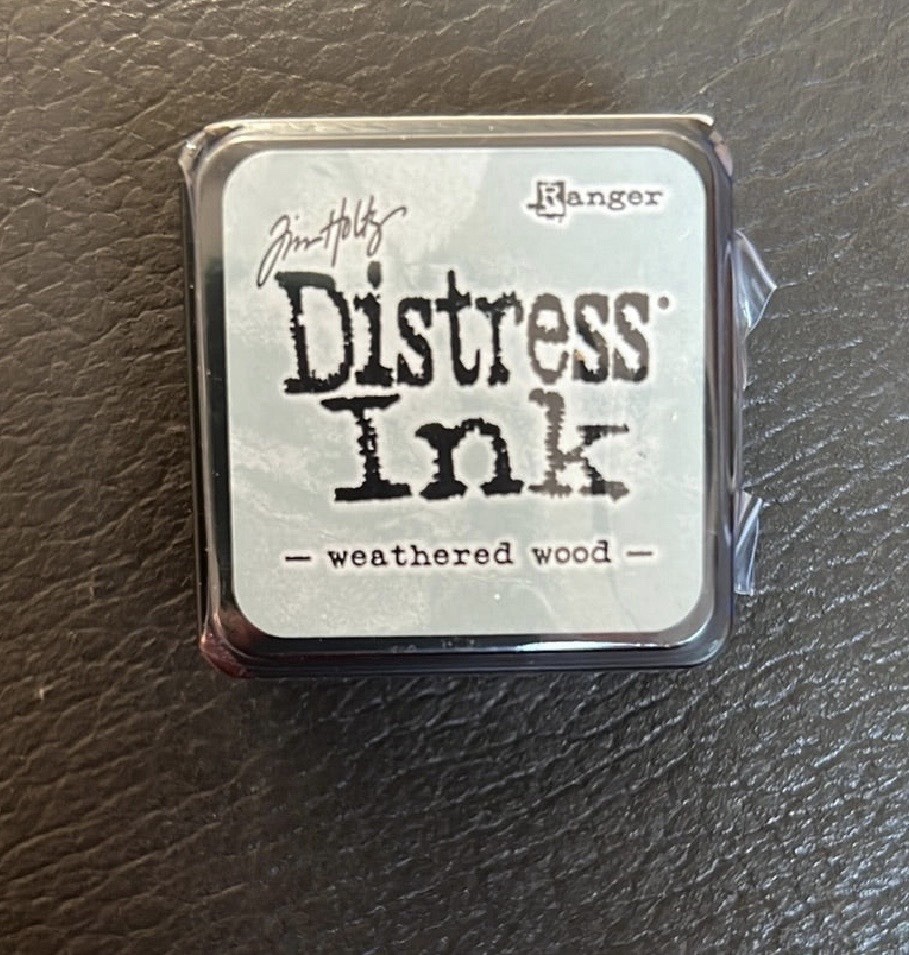 Ranger
Tim Holtz
Distress
Ink
— weathered wood —